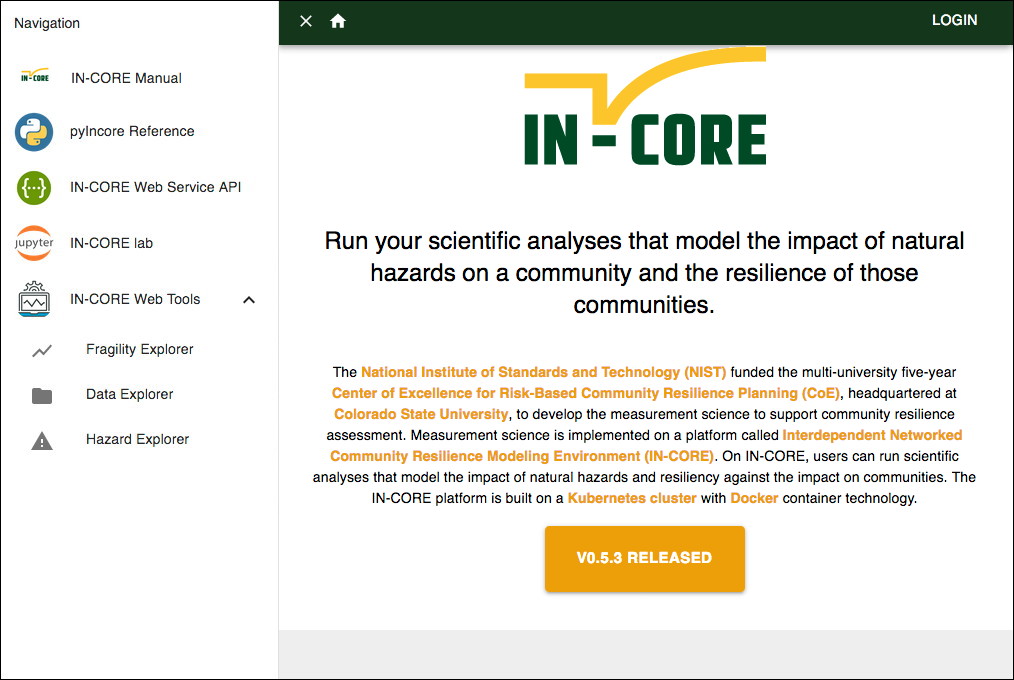 Navigation
LOGIN
IN-CORE
IN-CORE Manual
pyIncore Reference
{···}
IN-CORE Web Service API
jupyter
IN-CORE lab
IN-CORE Web Tools
Fragility Explorer
Data Explorer
Hazard Explorer
IN-CORE
Run your scientific analyses that model the impact of natural
hazards on a community and the resilience of those
communities.
The National Institute of Standards and Technology (NIST) funded the multi-university five-year
Center of Excellence for Risk-Based Community Resilience Planning (CoE), headquartered at
Colorado State University, to develop the measurement science to support community resilience
assessment. Measurement science is implemented on a platform called Interdependent Networked
Community Resilience Modeling Environment (IN-CORE). On IN-CORE, users can run scientific
analyses that model the impact of natural hazards and resiliency against the impact on communities. The
IN-CORE platform is built on a Kubernetes cluster with Docker container technology.
V0.5.3 RELEASED